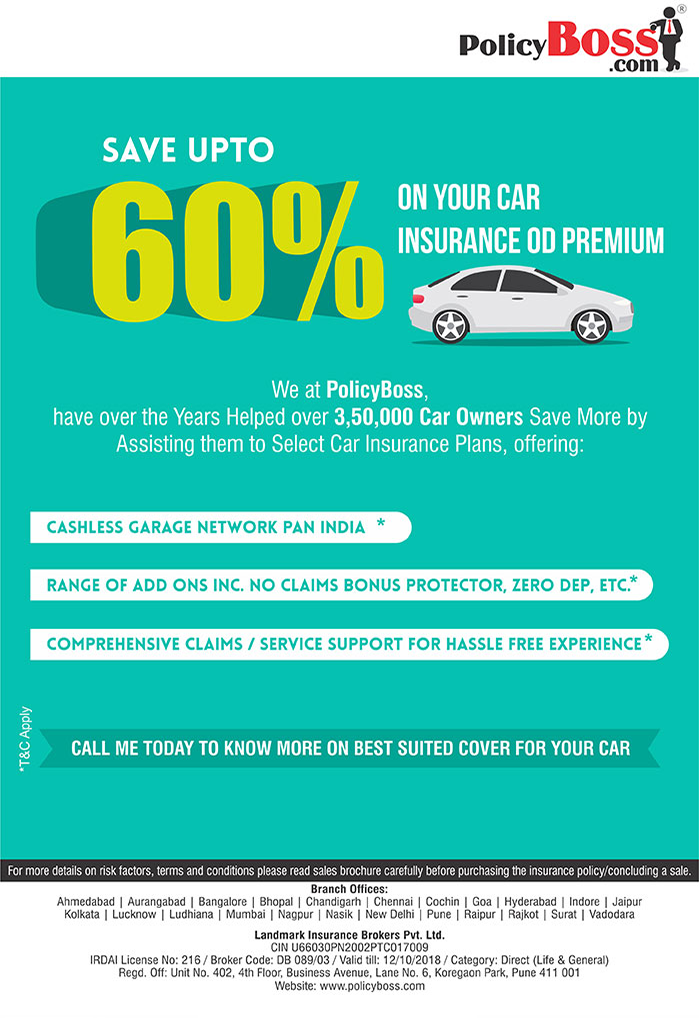 PolicyBoss®
.com
SAVE UPTO
60%
ON YOUR CAR
INSURANCE OD PREMIUM
We at PolicyBoss,
have over the Years Helped over 3,50,000 Car Owners Save More by
Assisting them to Select Car Insurance Plans, offering:
CASHLESS GARAGE NETWORK PAN INDIA *
RANGE OF ADD ONS INC. NO CLAIMS BONUS PROTECTOR, ZERO DEP, ETC.*
COMPREHENSIVE CLAIMS / SERVICE SUPPORT FOR HASSLE FREE EXPERIENCE*
*T&C Apply
CALL ME TODAY TO KNOW MORE ON BEST SUITED COVER FOR YOUR CAR
For more details on risk factors, terms and conditions please read sales brochure carefully before purchasing the insurance policy/concluding a sale.
Branch Offices:
Ahmedabad | Aurangabad | Bangalore | Bhopal | Chandigarh | Chennai | Cochin | Goa | Hyderabad | Indore | Jaipur
Kolkata | Lucknow | Ludhiana | Mumbai | Nagpur | Nasik | New Delhi | Pune | Raipur | Rajkot | Surat | Vadodara
Landmark Insurance Brokers Pvt. Ltd.
CIN U66030PN2002PTC017009
IRDAI License No: 216 / Broker Code: DB 089/03 / Valid till: 12/10/2018 / Category: Direct (Life & General)
Regd. Off: Unit No. 402, 4th Floor, Business Avenue, Lane No. 6, Koregaon Park, Pune 411 001
Website: www.policyboss.com